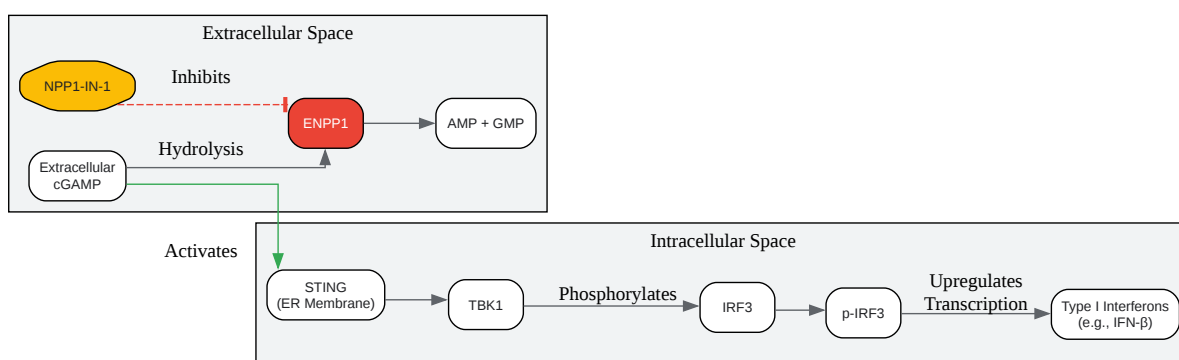 Extracellular Space
NPP1-IN-1
Inhibits
ENPP1
AMP + GMP
Hydrolysis
Extracellular
cGAMP
Activates
Intracellular Space
STING
(ER Membrane)
TBK1
Phosphorylates
IRF3
p-IRF3
Upregulates
Transcription
Type I Interferons
(e.g., IFN-β)